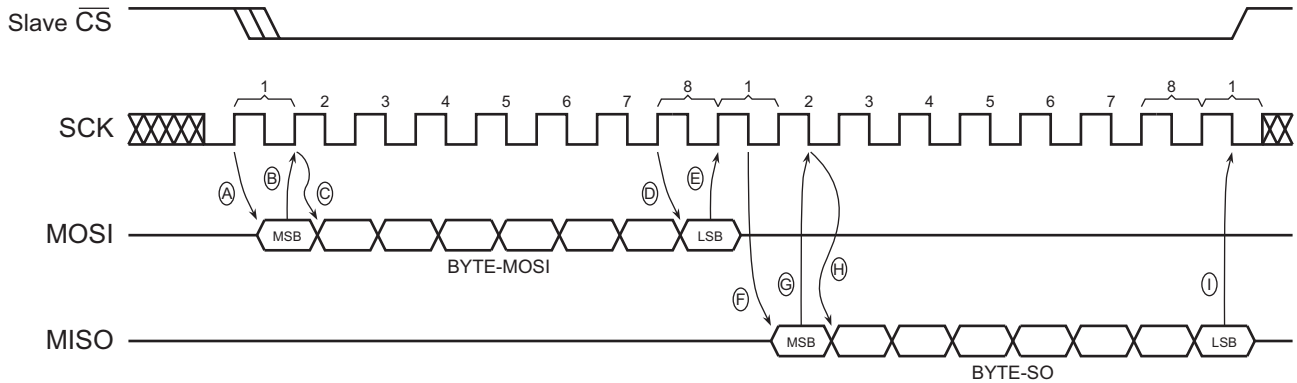 Slave CS
1 2 3 4 5 6 7 8 1 2 3 4 5 6 7 8 1
SCK
A B C D E
MOSI MSB LSB
BYTE-MOSI
F G H I
MISO MSB LSB
BYTE-SO